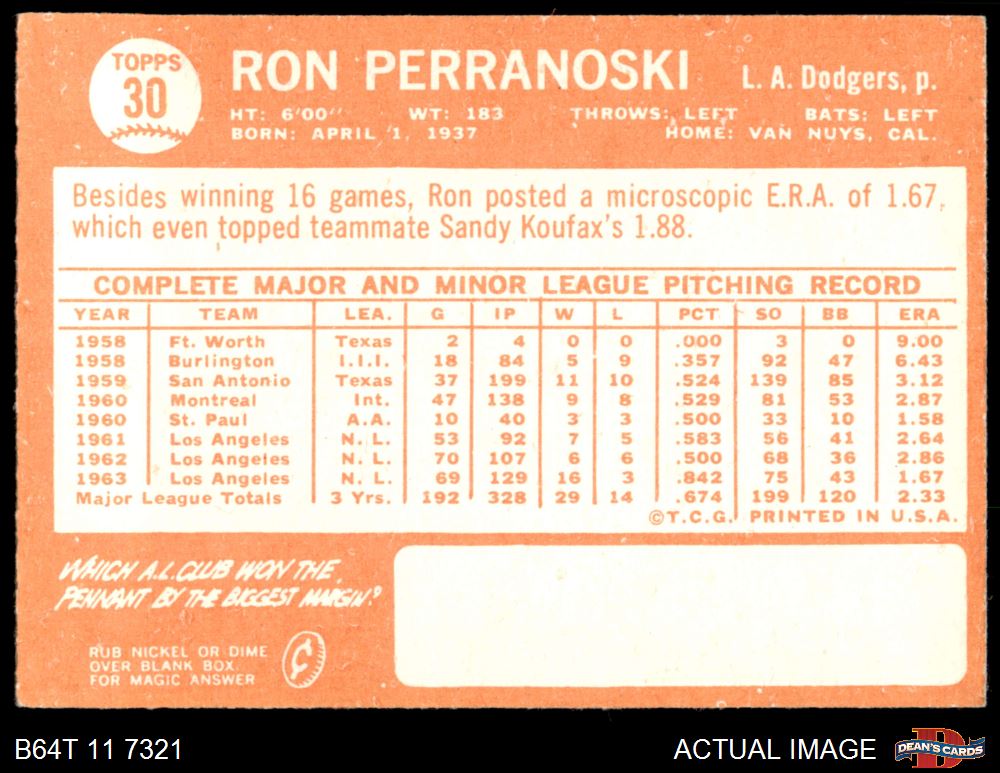 TOPPS
30
RON PERRANOSKI
L. A. Dodgers, p.
HT: 6'00" WT: 183 THROWS: LEFT BATS: LEFT
BORN: APRIL 1, 1937 HOME: VAN NUYS, CAL.
Besides winning 16 games, Ron posted a microscopic E.R.A. of 1.67,
which even topped teammate Sandy Koufax's 1.88.
COMPLETE MAJOR AND MINOR LEAGUE PITCHING RECORD
YEAR TEAM LEA. G IP W L PCT SO BB ERA
1958 Ft. Worth Texas 2 4 0 0 .000 3 0 9.00
1958 Burlington I.I.I. 18 84 5 9 .357 92 47 6.43
1959 San Antonio Texas 37 199 11 10 .524 139 85 3.12
1960 Montreal Int. 47 138 9 8 .529 81 53 2.87
1960 St. Paul A.A. 10 40 3 3 .500 33 10 1.58
1961 Los Angeles N. L. 53 92 7 5 .583 56 41 2.64
1962 Los Angeles N. L. 70 107 6 6 .500 68 36 2.86
1963 Los Angeles N. L. 69 129 16 3 .842 75 43 1.67
Major League Totals 3 Yrs. 192 328 29 14 .674 199 120 2.33
©T.C.G. PRINTED IN U.S.A.
WHICH A.L. CLUB WON THE
PENNANT BY THE BIGGEST MARGIN?
RUB NICKEL OR DIME
OVER BLANK BOX
FOR MAGIC ANSWER
¢
B64T 11 7321
ACTUAL IMAGE
D
DEAN'S CARDS